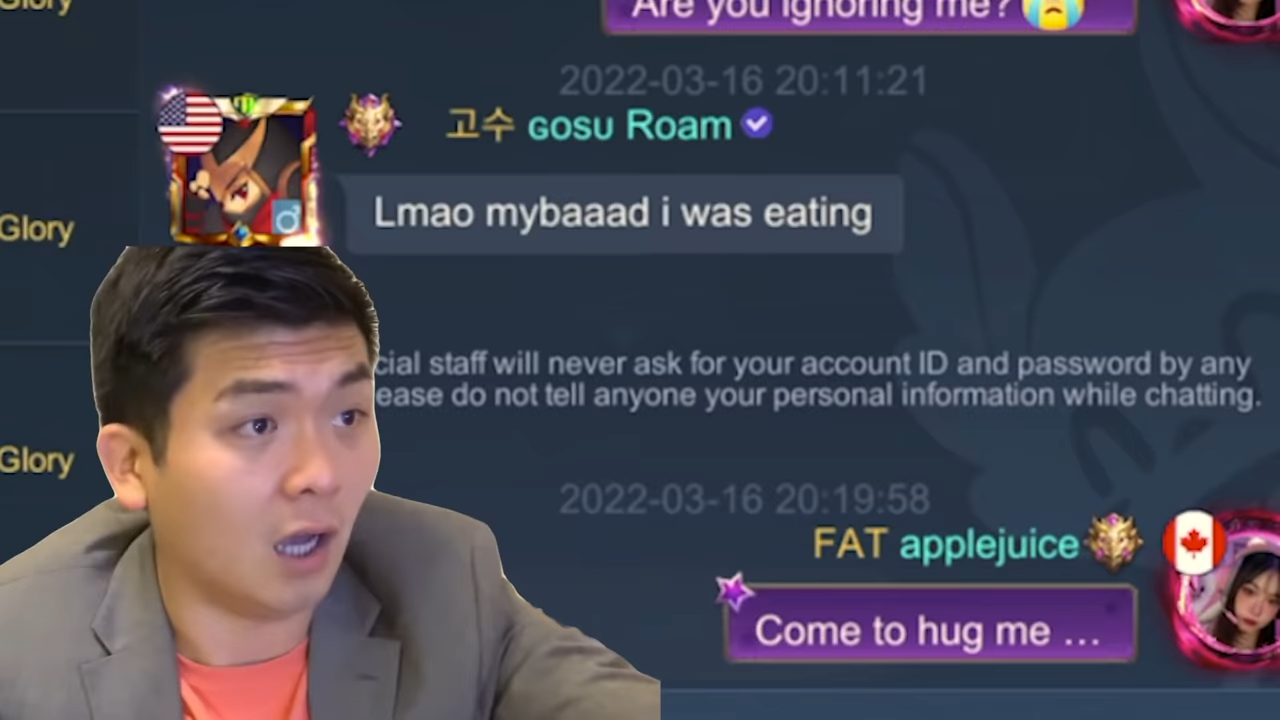 Glory
Are you ignoring me?
2022-03-16 20:11:21
고수 GOSU Roam
Lmao mybaaad i was eating
Glory
cial staff will never ask for your account ID and password by any
ease do not tell anyone your personal information while chatting.
Glory
2022-03-16 20:19:58
FAT applejuice
Come to hug me ...